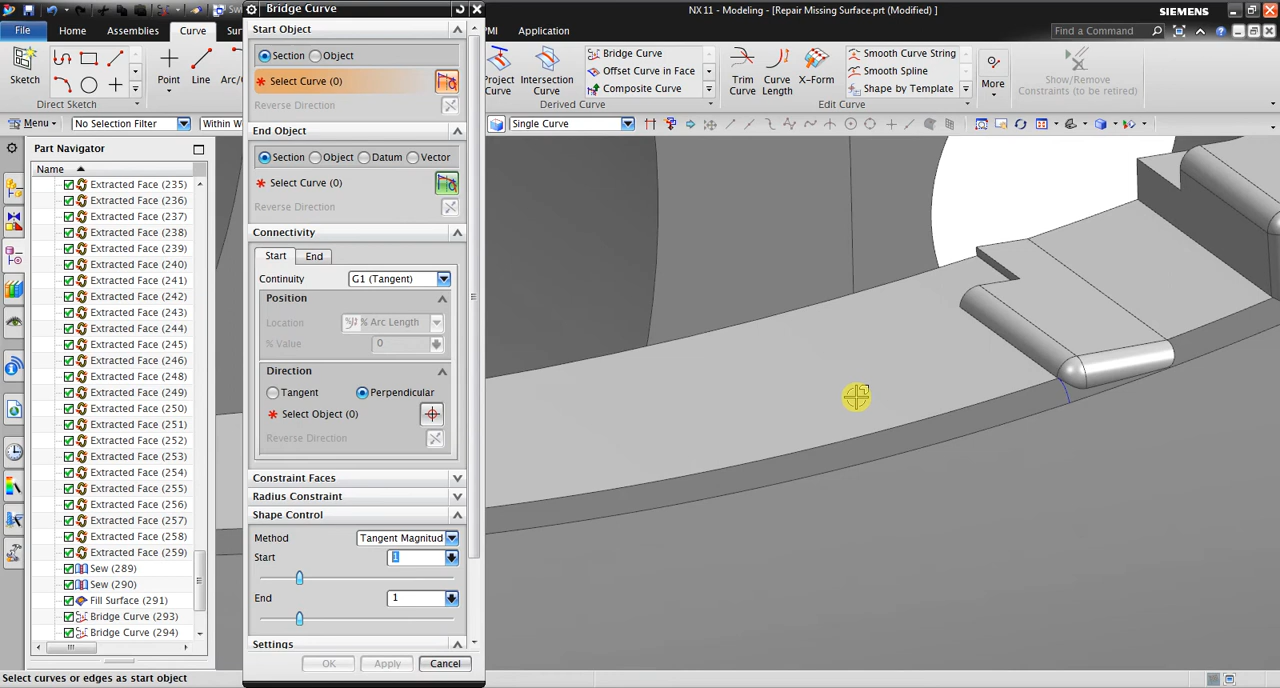 Bridge Curve
NX 11 - Modeling - [Repair Missing Surface.prt (Modified) ]
SIEMENS
File
Home
Assemblies
Curve
PMI
Application
Find a Command
Sketch
Direct Sketch
Point
Line
Project Curve
Intersection Curve
Bridge Curve
Offset Curve in Face
Composite Curve
Derived Curve
Trim Curve
Curve Length
X-Form
Smooth Curve String
Smooth Spline
Shape by Template
Edit Curve
More
Show/Remove Constraints (to be retired)
Menu
No Selection Filter
Within W
Single Curve
Part Navigator
Name
Extracted Face (235)
Extracted Face (236)
Extracted Face (237)
Extracted Face (238)
Extracted Face (239)
Extracted Face (240)
Extracted Face (241)
Extracted Face (242)
Extracted Face (243)
Extracted Face (244)
Extracted Face (245)
Extracted Face (246)
Extracted Face (248)
Extracted Face (249)
Extracted Face (250)
Extracted Face (251)
Extracted Face (252)
Extracted Face (253)
Extracted Face (254)
Extracted Face (255)
Extracted Face (256)
Extracted Face (257)
Extracted Face (258)
Extracted Face (259)
Sew (289)
Sew (290)
Fill Surface (291)
Bridge Curve (293)
Bridge Curve (294)
Start Object
Section
Object
* Select Curve (0)
Reverse Direction
End Object
Section
Object
Datum
Vector
* Select Curve (0)
Reverse Direction
Connectivity
Start
End
Continuity
G1 (Tangent)
Position
Location
% Arc Length
% Value
0
Direction
Tangent
Perpendicular
* Select Object (0)
Reverse Direction
Constraint Faces
Radius Constraint
Shape Control
Method
Tangent Magnitud
Start
1
End
1
Settings
OK
Apply
Cancel
Select curves or edges as start object